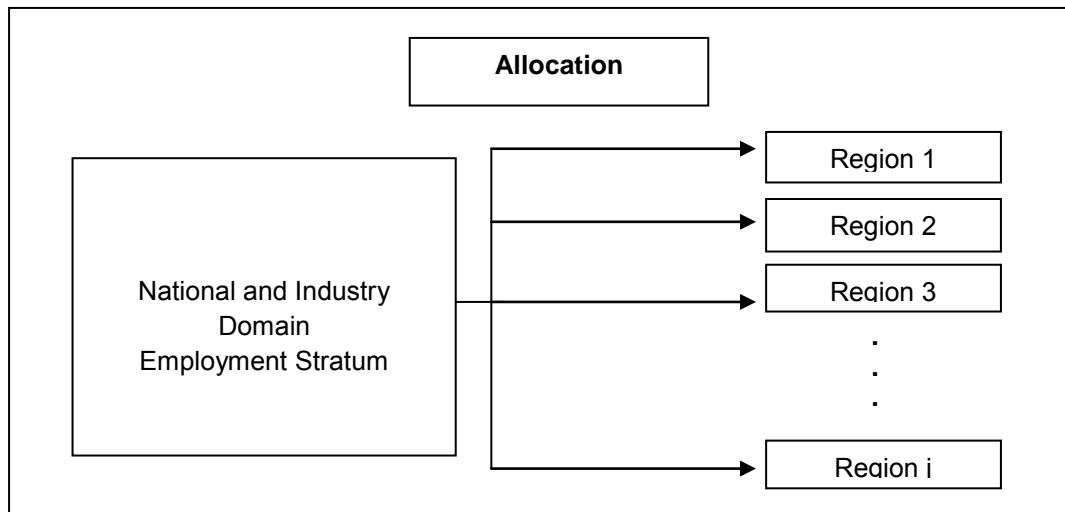 Allocation
Region 1
Region 2
Region 3
National and Industry
Domain
Employment Stratum
.
.
.
Region i